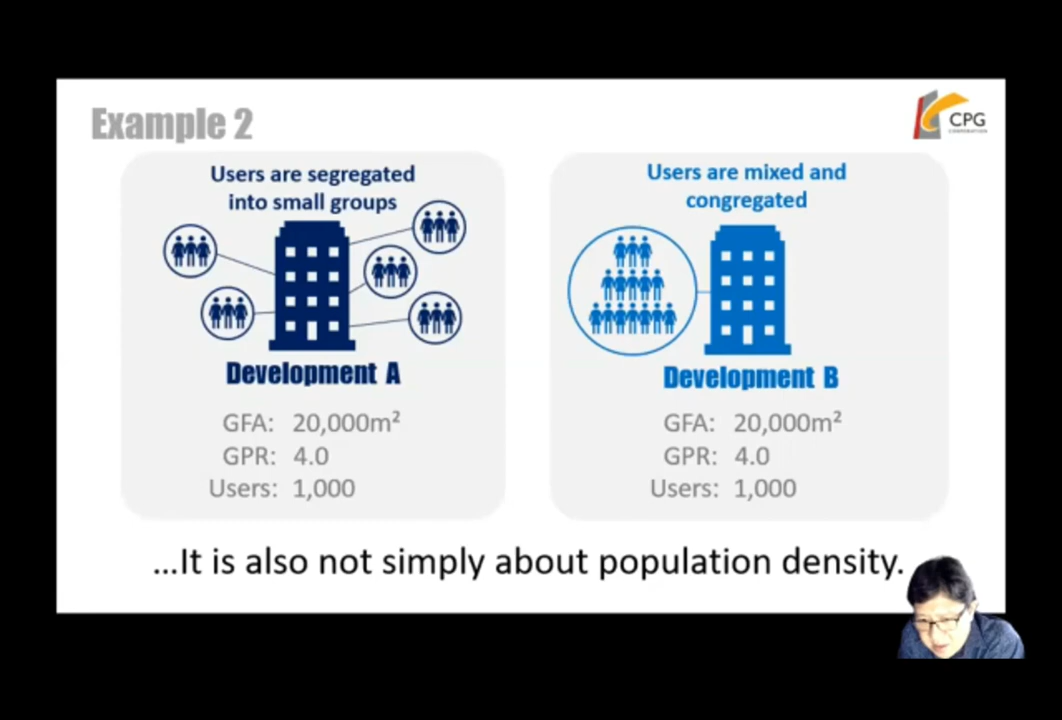 Example 2
CPG
CORPORATION
Users are segregated
into small groups
Development A
GFA: 20,000m²
GPR: 4.0
Users: 1,000
Users are mixed and
congregated
Development B
GFA: 20,000m²
GPR: 4.0
Users: 1,000
...It is also not simply about population density.